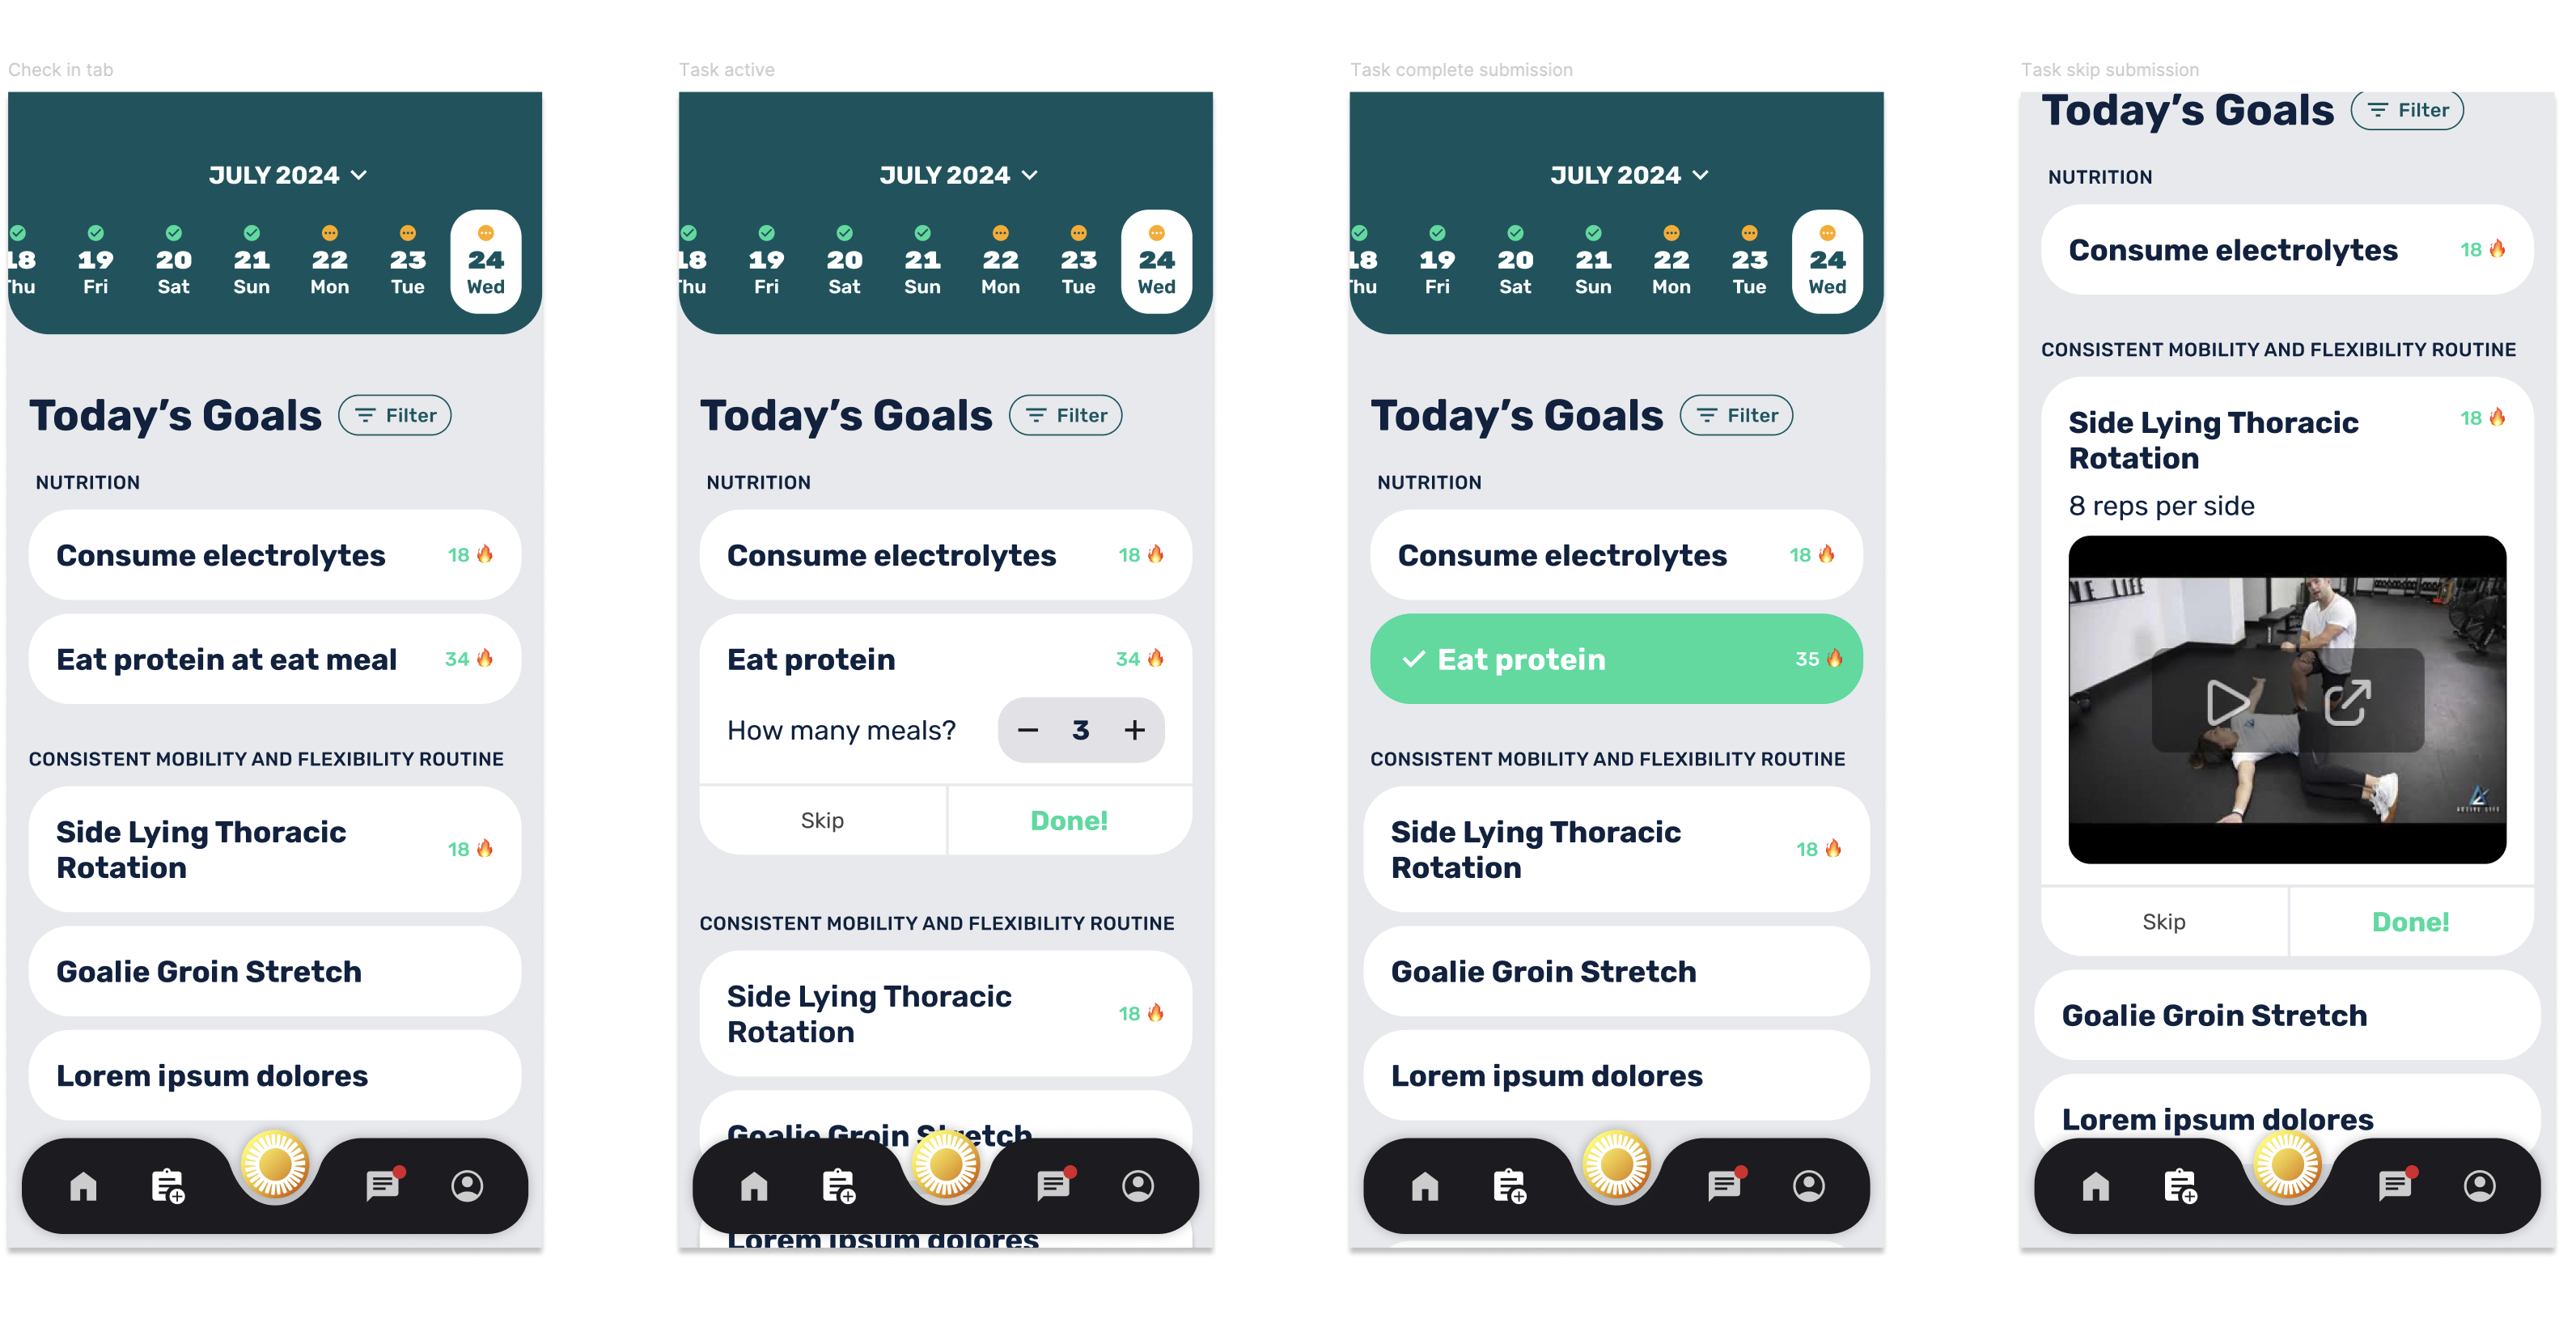 Check in tab
JULY 2024
18 19 20 21 22 23 24
Thu Fri Sat Sun Mon Tue Wed
Today's Goals Filter
NUTRITION
Consume electrolytes 18
Eat protein at eat meal 34
CONSISTENT MOBILITY AND FLEXIBILITY ROUTINE
Side Lying Thoracic
Rotation 18
Goalie Groin Stretch
Lorem ipsum dolores
Task active
JULY 2024
18 19 20 21 22 23 24
Thu Fri Sat Sun Mon Tue Wed
Today's Goals Filter
NUTRITION
Consume electrolytes 18
Eat protein 34
How many meals? − 3 +
Skip Done!
CONSISTENT MOBILITY AND FLEXIBILITY ROUTINE
Side Lying Thoracic
Rotation 18
Goalie Groin Stretch
Lorem ipsum dolores
Task complete submission
JULY 2024
18 19 20 21 22 23 24
Thu Fri Sat Sun Mon Tue Wed
Today's Goals Filter
NUTRITION
Consume electrolytes 18
Eat protein 35
CONSISTENT MOBILITY AND FLEXIBILITY ROUTINE
Side Lying Thoracic
Rotation 18
Goalie Groin Stretch
Lorem ipsum dolores
Task skip submission
Today's Goals Filter
NUTRITION
Consume electrolytes 18
CONSISTENT MOBILITY AND FLEXIBILITY ROUTINE
Side Lying Thoracic 18
Rotation
8 reps per side
LIFE
ACTIVE LIFE
Skip Done!
Goalie Groin Stretch
Lorem ipsum dolores